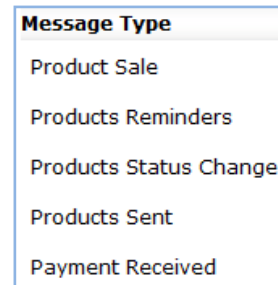 Message Type
Product Sale
Products Reminders
Products Status Change
Products Sent
Payment Received